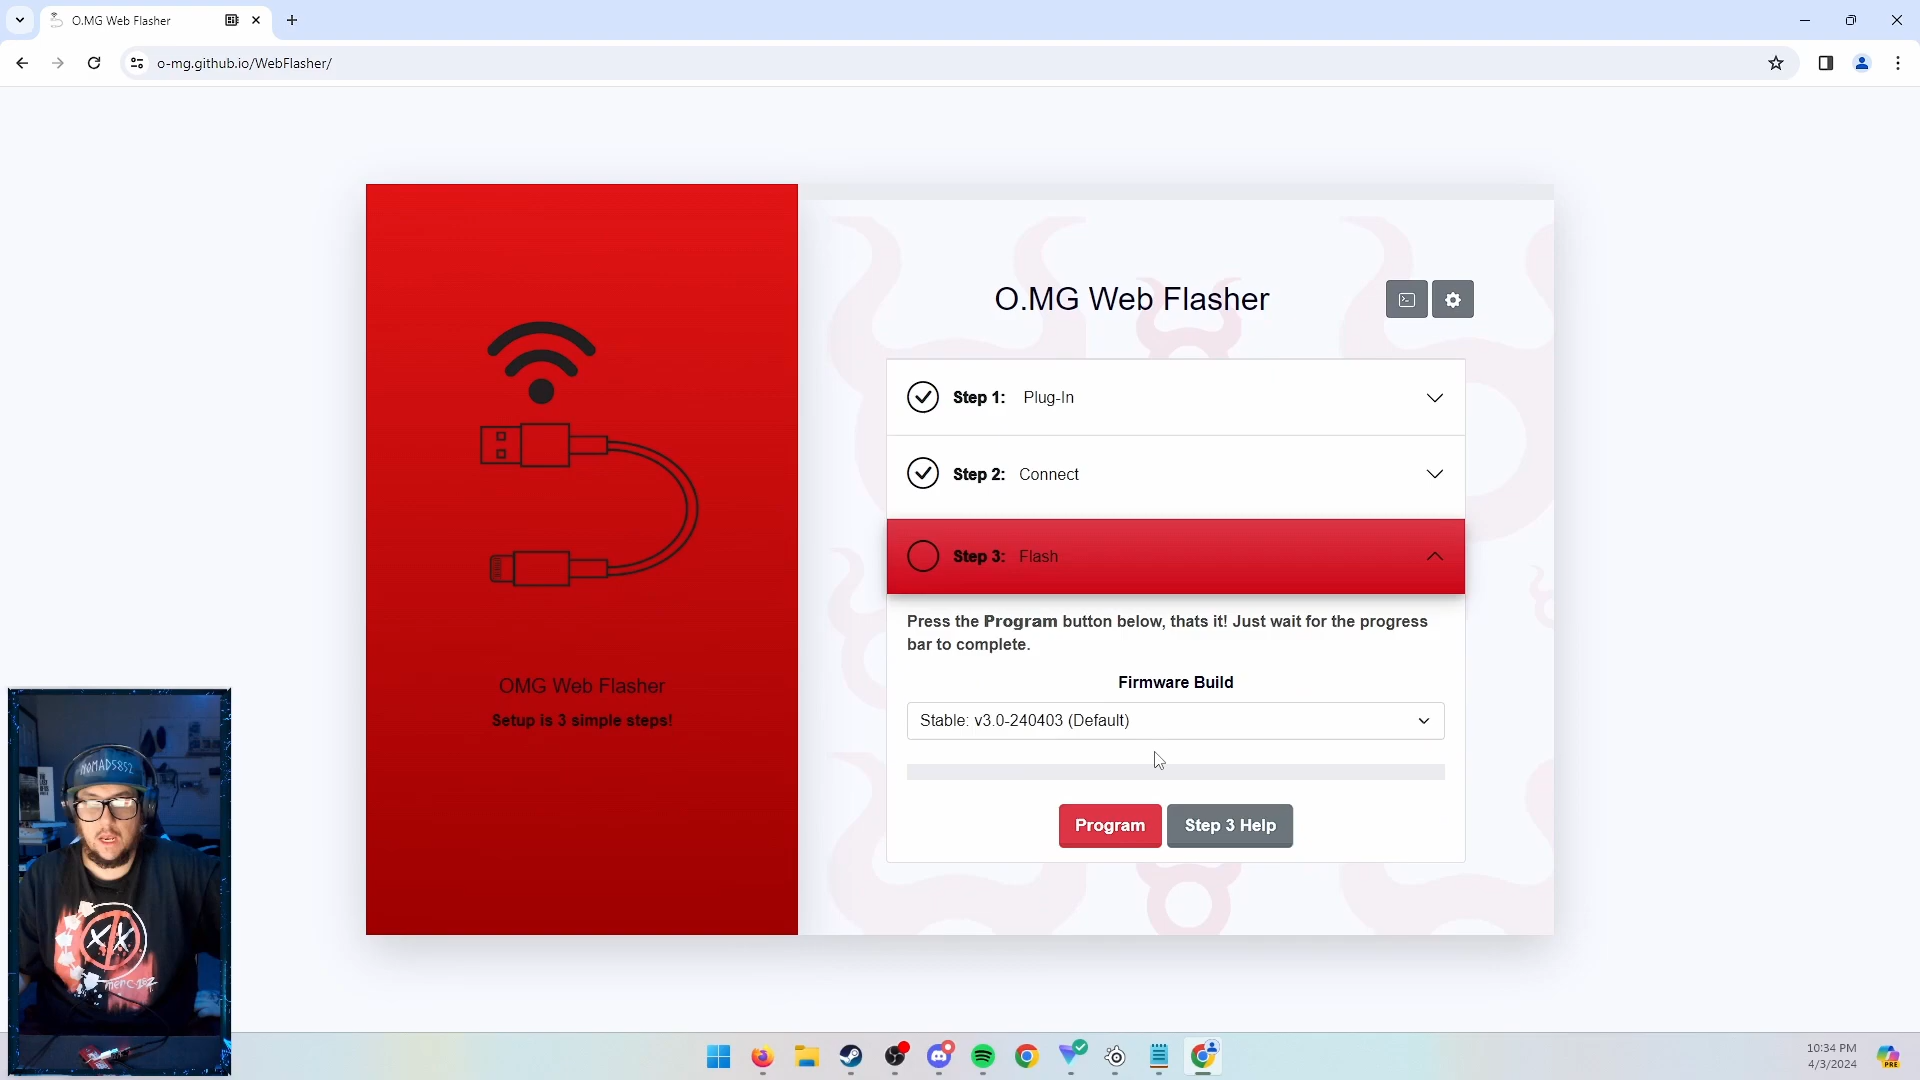 O.MG Web Flasher
o-mg.github.io/WebFlasher/
O.MG Web Flasher
Step 1: Plug-In
Step 2: Connect
Step 3: Flash
Press the Program button below, thats it! Just wait for the progress
bar to complete.
Firmware Build
Stable: v3.0-240403 (Default)
Program
Step 3 Help
OMG Web Flasher
Setup is 3 simple steps!
NOMAD5852
10:34 PM
4/3/2024
PRE